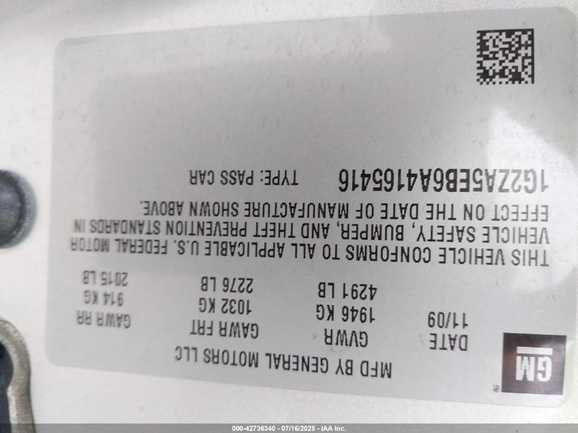 GM
MFD BY GENERAL MOTORS LLC
DATE GVWR GAWR FRT GAWR RR
11/09 1946 KG 1032 KG 914 KG
4291 LB 2276 LB 2015 LB
THIS VEHICLE CONFORMS TO ALL APPLICABLE U.S. FEDERAL MOTOR
VEHICLE SAFETY, BUMPER, AND THEFT PREVENTION STANDARDS IN
EFFECT ON THE DATE OF MANUFACTURE SHOWN ABOVE.
1G2ZA5EB6A4165416 TYPE: PASS CAR
000-42736340 - 07/16/2025 - IAA Inc.